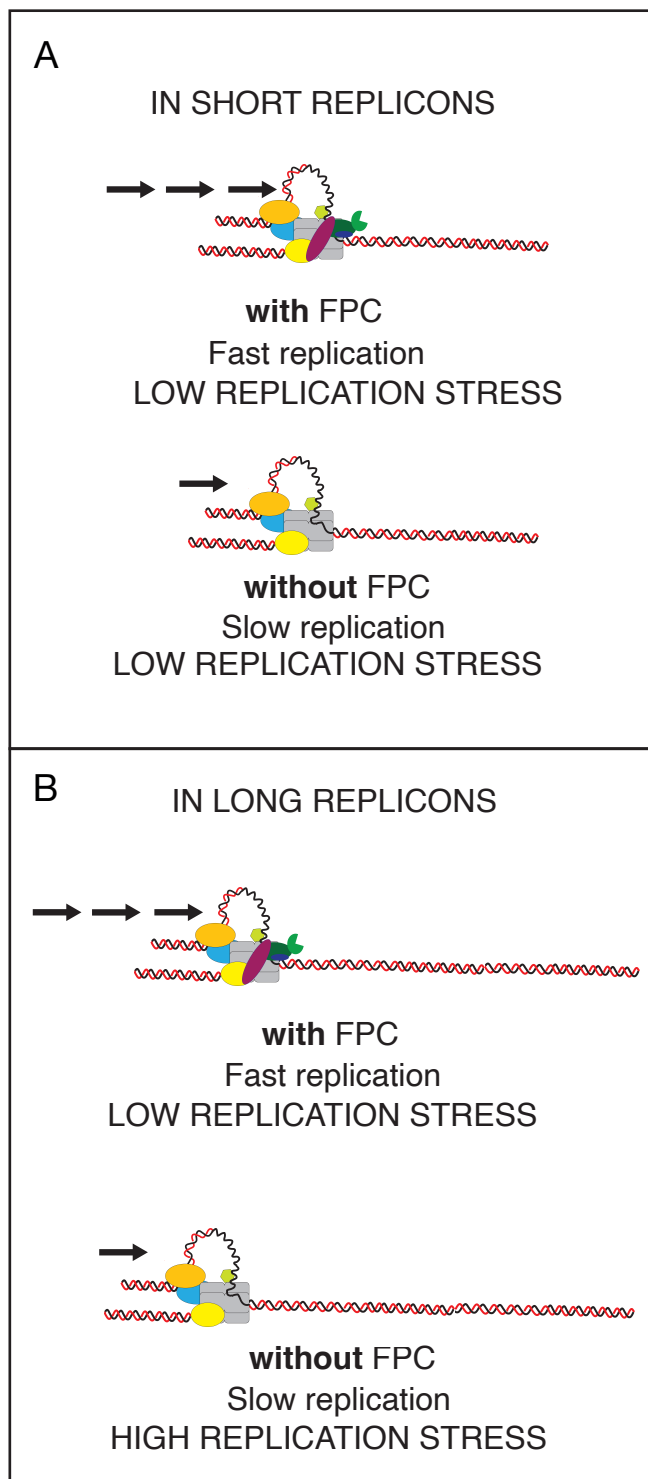 A
IN SHORT REPLICONS
with FPC
Fast replication
LOW REPLICATION STRESS
without FPC
Slow replication
LOW REPLICATION STRESS
B
IN LONG REPLICONS
with FPC
Fast replication
LOW REPLICATION STRESS
without FPC
Slow replication
HIGH REPLICATION STRESS